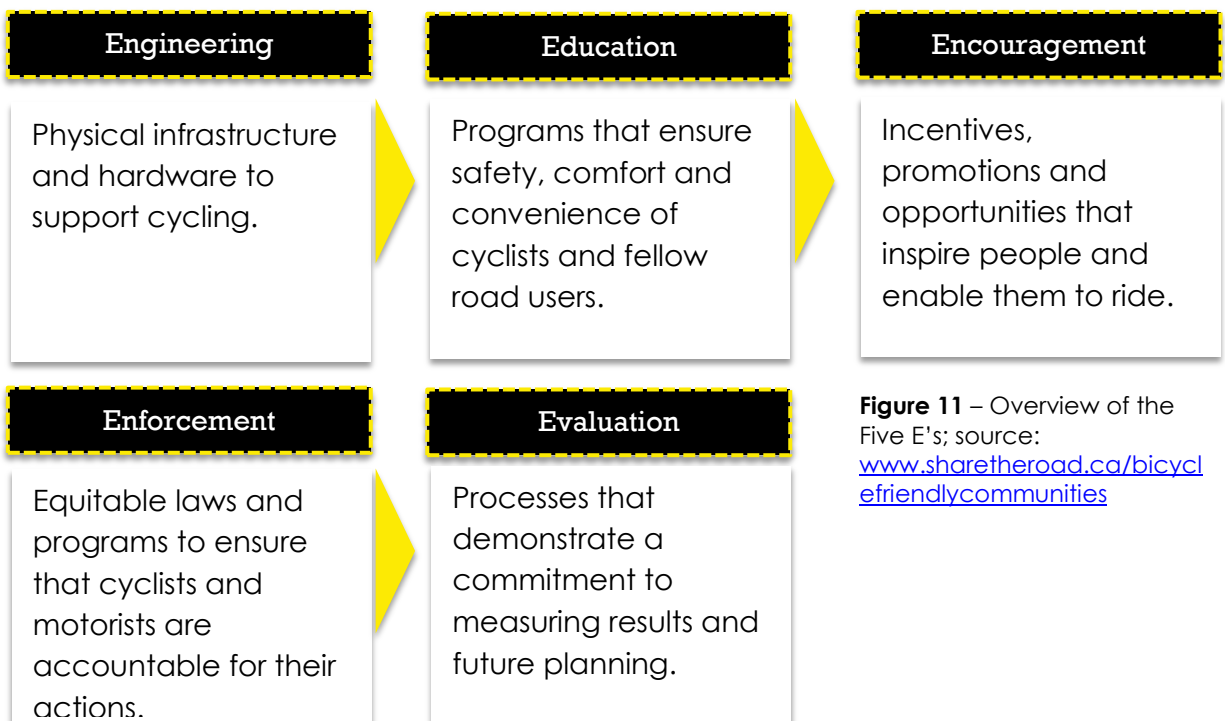 Engineering
Physical infrastructure
and hardware to
support cycling.
Education
Programs that ensure
safety, comfort and
convenience of
cyclists and fellow
road users.
Encouragement
Incentives,
promotions and
opportunities that
inspire people and
enable them to ride.
Enforcement
Equitable laws and
programs to ensure
that cyclists and
motorists are
accountable for their
actions.
Evaluation
Processes that
demonstrate a
commitment to
measuring results and
future planning.
Figure 11 – Overview of the
Five E's; source:
www.sharetheroad.ca/bicycl
efriendlycommunities